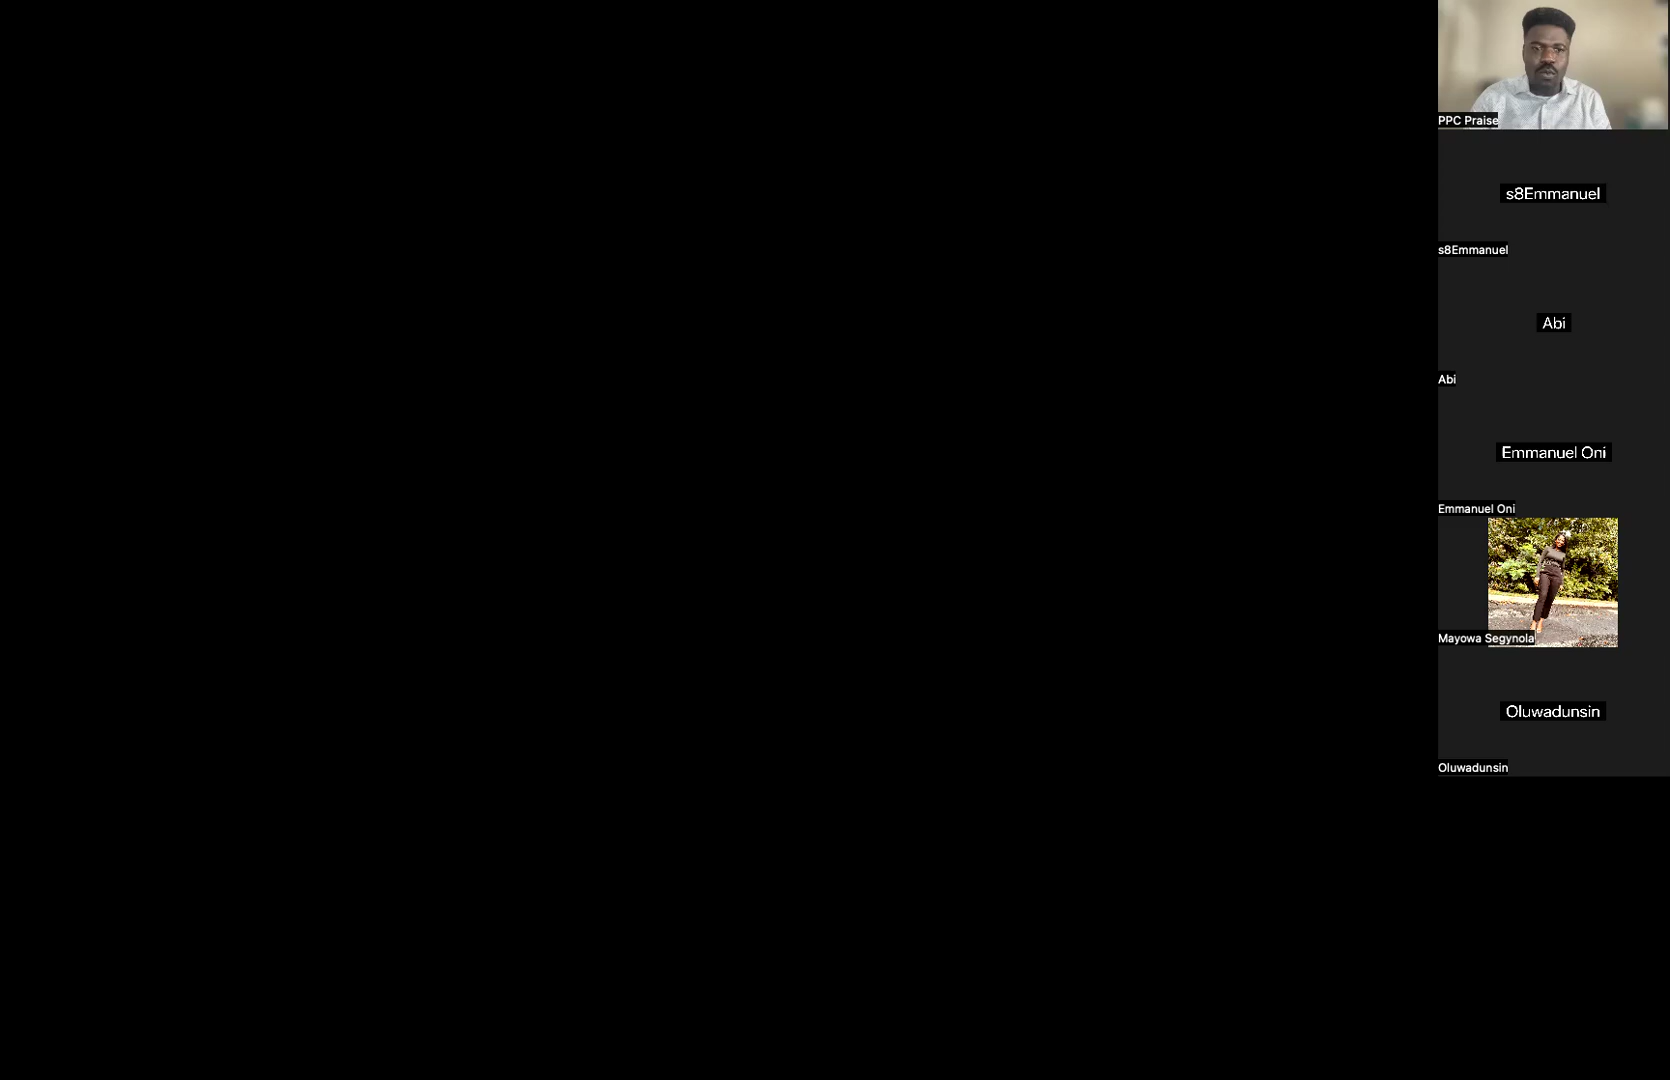 PPC Praise
s8Emmanuel
s8Emmanuel
Abi
Abi
Emmanuel Oni
Emmanuel Oni
Mayowa Segynola
Oluwadunsin
Oluwadunsin